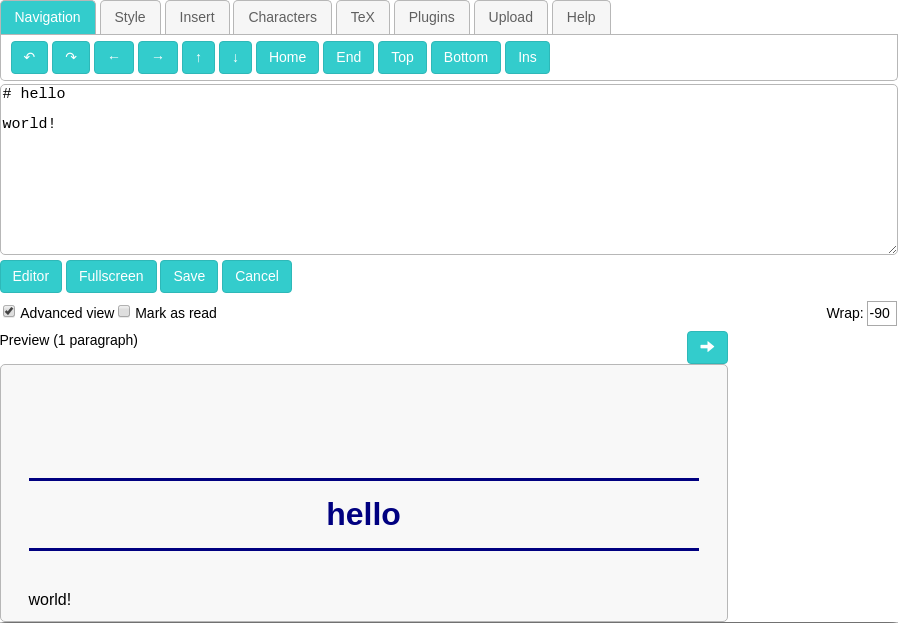 Navigation Style Insert Characters TeX Plugins Upload Help
↶ ↷ ← → ↑ ↓ Home End Top Bottom Ins
# hello
world!
Editor Fullscreen Save Cancel
Advanced view Mark as read Wrap: -90
Preview (1 paragraph)
hello
world!